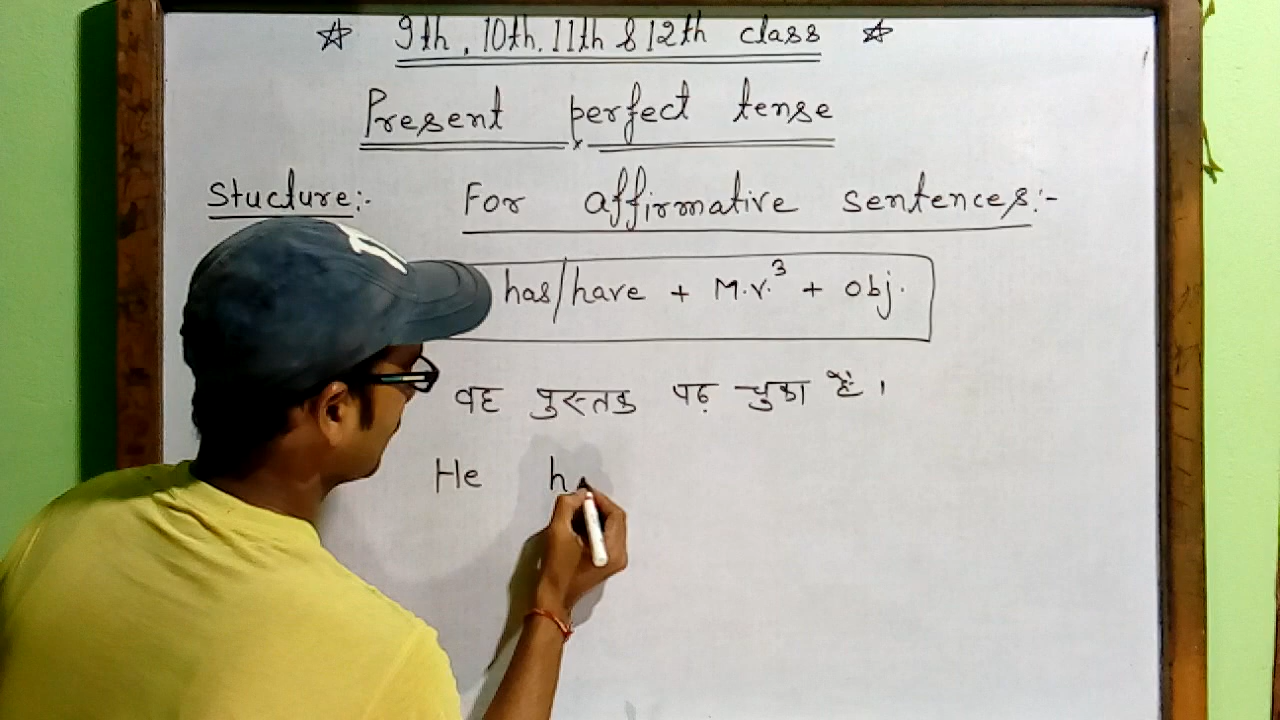 ☆ 9th, 10th, 11th & 12th class ☆
Present perfect tense
Stucture:- For affirmative sentences:-
has/have + M.V.³ + obj.
वह पुस्तक पढ़ चुका है।
He ha